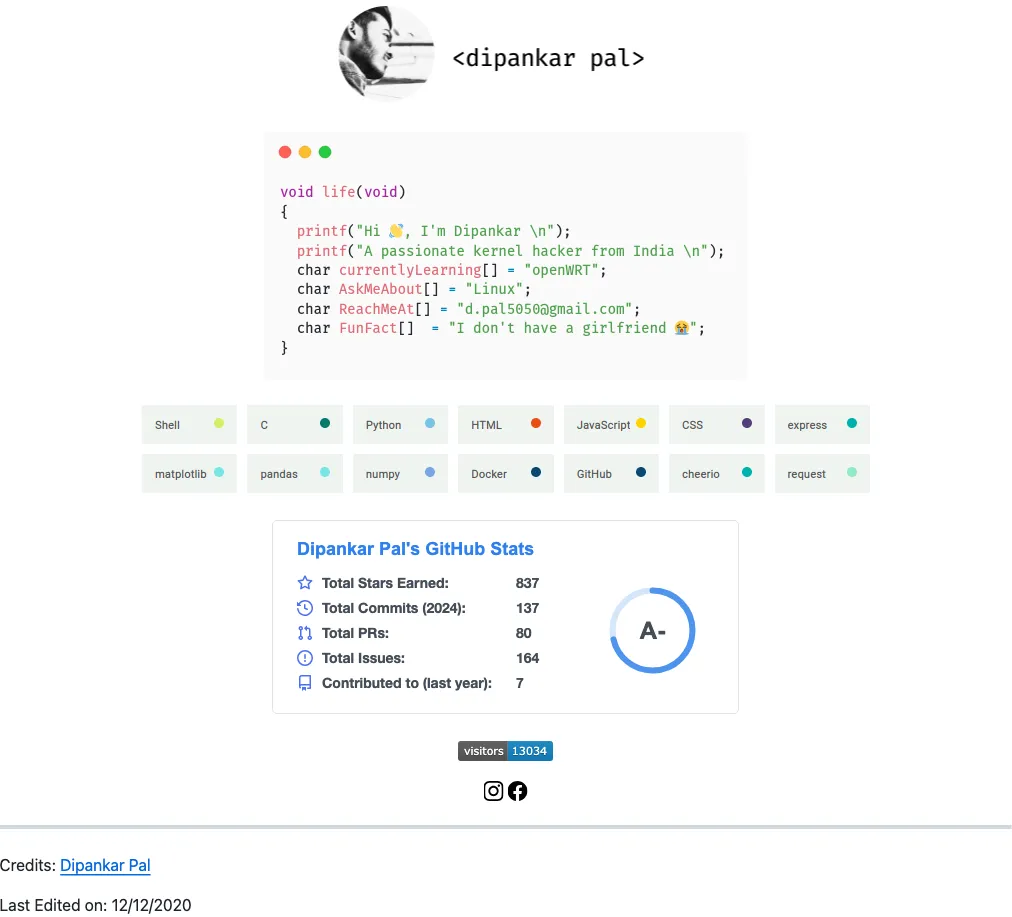 <dipankar pal>
void life(void)
{
  printf("Hi 👋, I'm Dipankar \n");
  printf("A passionate kernel hacker from India \n");
  char currentlyLearning[] = "openWRT";
  char AskMeAbout[] = "Linux";
  char ReachMeAt[] = "d.pal5050@gmail.com";
  char FunFact[]  = "I don't have a girlfriend 😭";
}
Shell C Python HTML JavaScript CSS express
matplotlib pandas numpy Docker GitHub cheerio request
Dipankar Pal's GitHub Stats
Total Stars Earned: 837
Total Commits (2024): 137
Total PRs: 80
Total Issues: 164
Contributed to (last year): 7
A-
visitors 13034
Credits: Dipankar Pal
Last Edited on: 12/12/2020